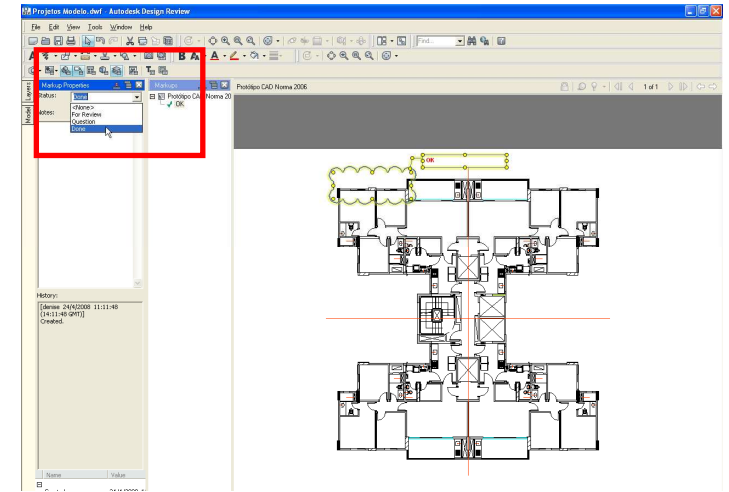 Projetos Modelo.dwf - Autodesk Design Review
File Edit View Tools Window Help
Find...
B A
Markup Properties
Markups
Protótipo CAD Norma 2006
1 of 1
Layers
Model
Status: Done
Protótipo CAD Norma 20
OK
<None>
For Review
Question
Done
Notes:
OK
History:
[denise 24/4/2008 11:11:48
(14:11:48 GMT)]
Created.
Name Value